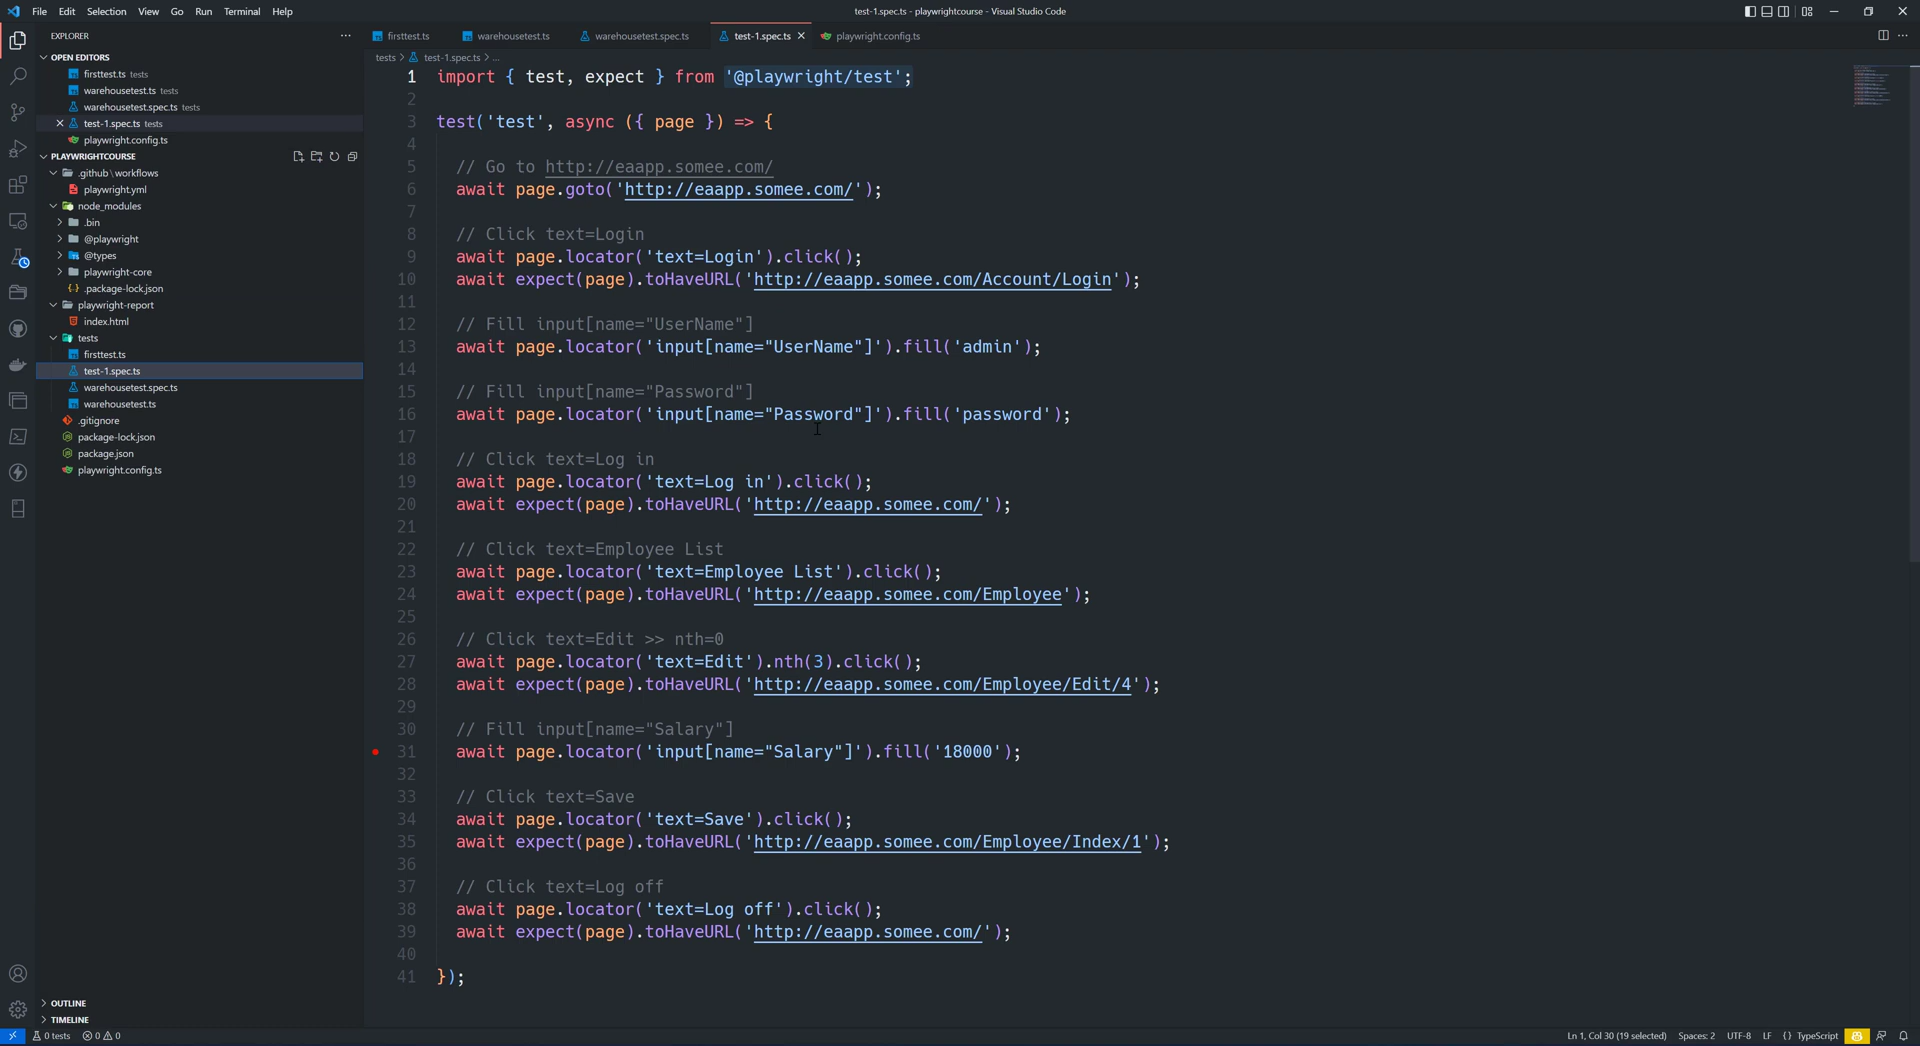 File Edit Selection View Go Run Terminal Help
test-1.spec.ts - playwrightcourse - Visual Studio Code
EXPLORER
OPEN EDITORS
firsttest.ts tests
warehousetest.ts tests
warehousetest.spec.ts tests
test-1.spec.ts tests
playwright.config.ts
PLAYWRIGHTCOURSE
.github\workflows
playwright.yml
node_modules
.bin
@playwright
@types
playwright-core
.package-lock.json
playwright-report
index.html
tests
firsttest.ts
test-1.spec.ts
warehousetest.spec.ts
warehousetest.ts
.gitignore
package-lock.json
package.json
playwright.config.ts
OUTLINE
TIMELINE
firsttest.ts warehousetest.ts warehousetest.spec.ts test-1.spec.ts playwright.config.ts
tests > test-1.spec.ts > ...
1 import { test, expect } from '@playwright/test';
2
3 test('test', async ({ page }) => {
4
5 // Go to http://eaapp.somee.com/
6 await page.goto('http://eaapp.somee.com/');
7
8 // Click text=Login
9 await page.locator('text=Login').click();
10 await expect(page).toHaveURL('http://eaapp.somee.com/Account/Login');
11
12 // Fill input[name="UserName"]
13 await page.locator('input[name="UserName"]').fill('admin');
14
15 // Fill input[name="Password"]
16 await page.locator('input[name="Password"]').fill('password');
17
18 // Click text=Log in
19 await page.locator('text=Log in').click();
20 await expect(page).toHaveURL('http://eaapp.somee.com/');
21
22 // Click text=Employee List
23 await page.locator('text=Employee List').click();
24 await expect(page).toHaveURL('http://eaapp.somee.com/Employee');
25
26 // Click text=Edit >> nth=0
27 await page.locator('text=Edit').nth(3).click();
28 await expect(page).toHaveURL('http://eaapp.somee.com/Employee/Edit/4');
29
30 // Fill input[name="Salary"]
31 await page.locator('input[name="Salary"]').fill('18000');
32
33 // Click text=Save
34 await page.locator('text=Save').click();
35 await expect(page).toHaveURL('http://eaapp.somee.com/Employee/Index/1');
36
37 // Click text=Log off
38 await page.locator('text=Log off').click();
39 await expect(page).toHaveURL('http://eaapp.somee.com/');
40
41 });
0 tests 0 0
Ln 1, Col 30 (19 selected) Spaces: 2 UTF-8 LF {} TypeScript